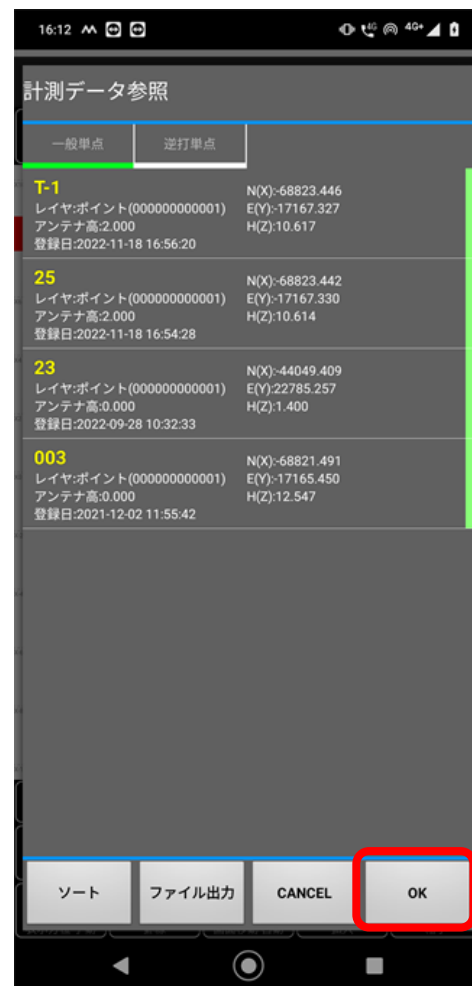 16:12
4G
4G+
計測データ参照
一般単点
逆打単点
T-1
レイヤ:ポイント(000000000001)
アンテナ高:2.000
登録日:2022-11-18 16:56:20
N(X):-68823.446
E(Y):-17167.327
H(Z):10.617
25
レイヤ:ポイント(000000000001)
アンテナ高:2.000
登録日:2022-11-18 16:54:28
N(X):-68823.442
E(Y):-17167.330
H(Z):10.614
23
レイヤ:ポイント(000000000001)
アンテナ高:0.000
登録日:2022-09-28 10:32:33
N(X):-44049.409
E(Y):22785.257
H(Z):1.400
003
レイヤ:ポイント(000000000001)
アンテナ高:0.000
登録日:2021-12-02 11:55:42
N(X):-68821.491
E(Y):-17165.450
H(Z):12.547
ソート
ファイル出力
CANCEL
OK